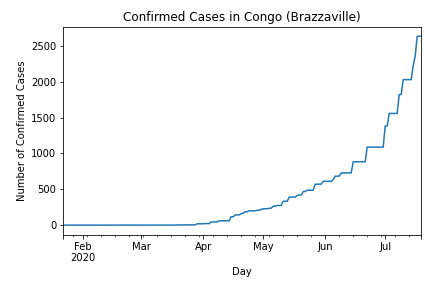 Confirmed Cases in Congo (Brazzaville)
Number of Confirmed Cases
2500
2000
1500
1000
500
0
Feb Mar Apr May Jun Jul
2020
Day